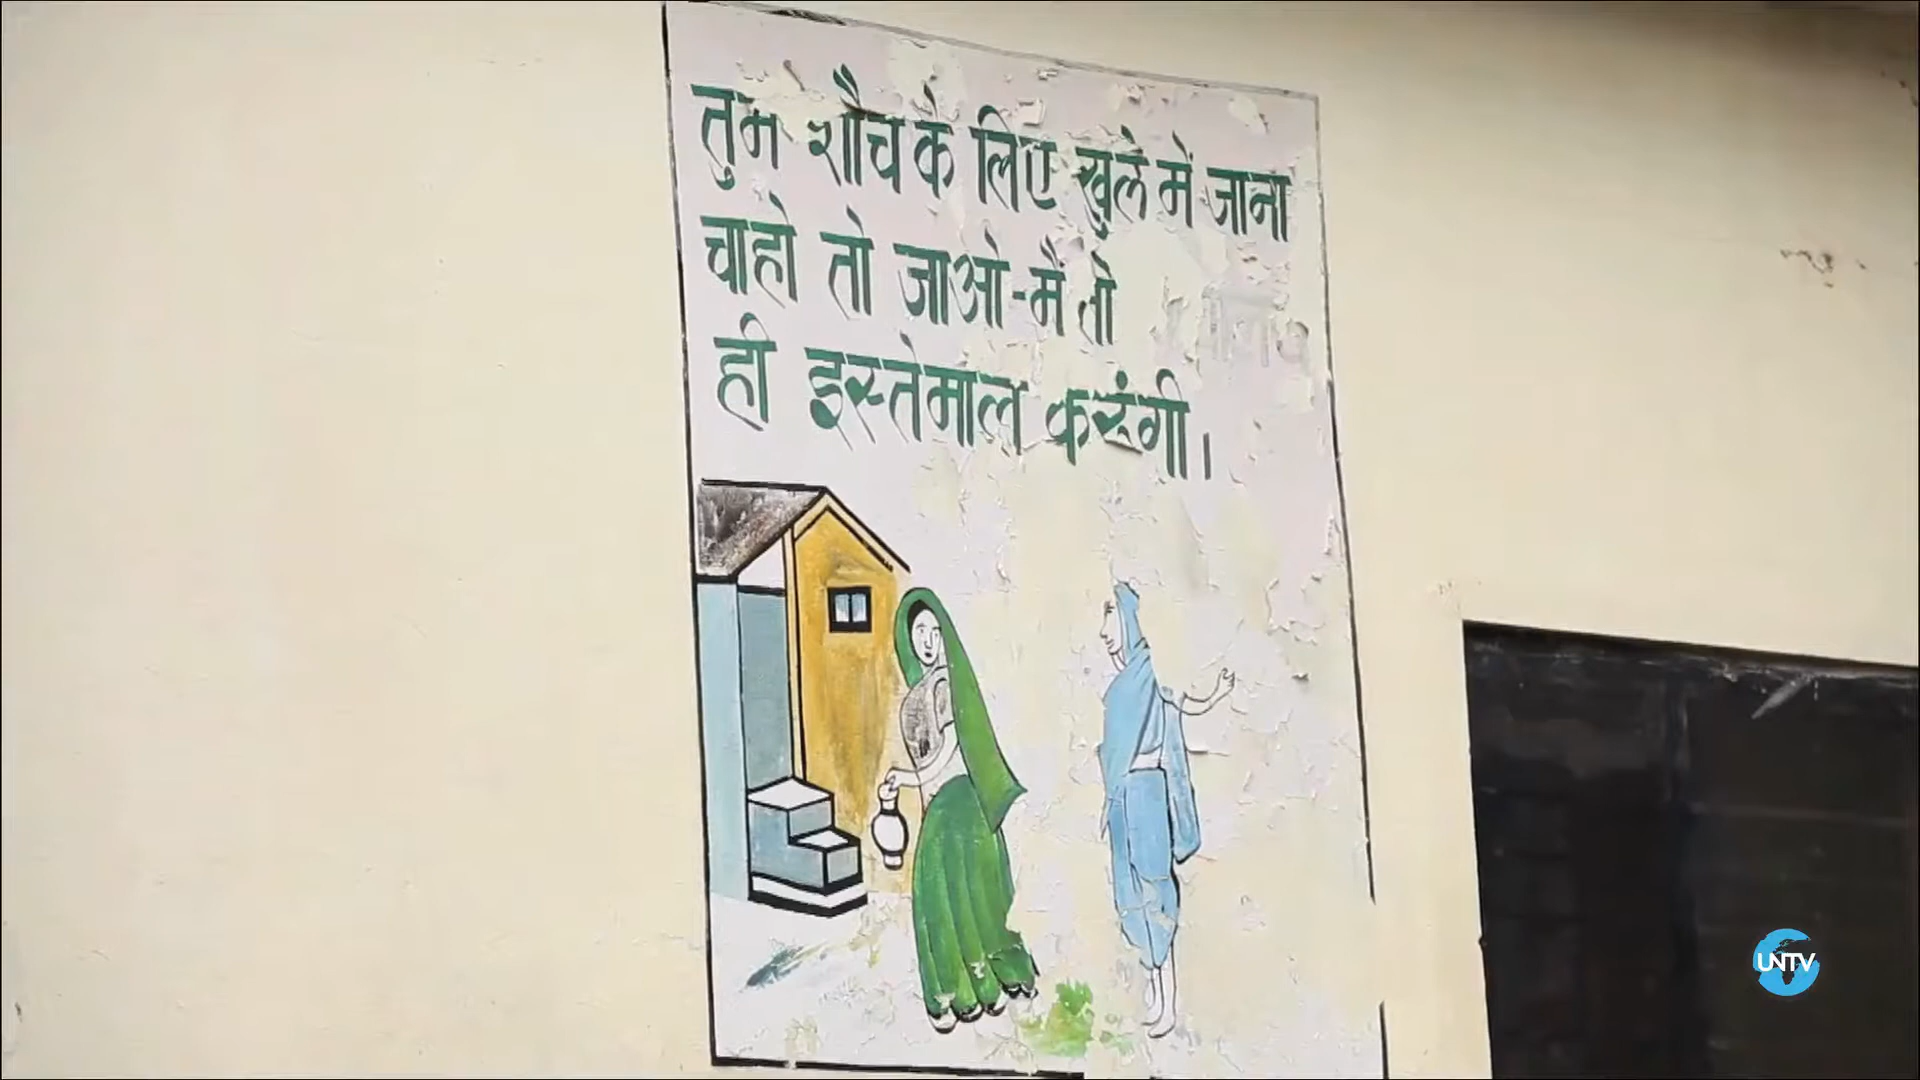 तुम शौच के लिए खुले में जाना
चाहो तो जाओ-मैं तो
ही इस्तेमाल करूंगी।
UNTV